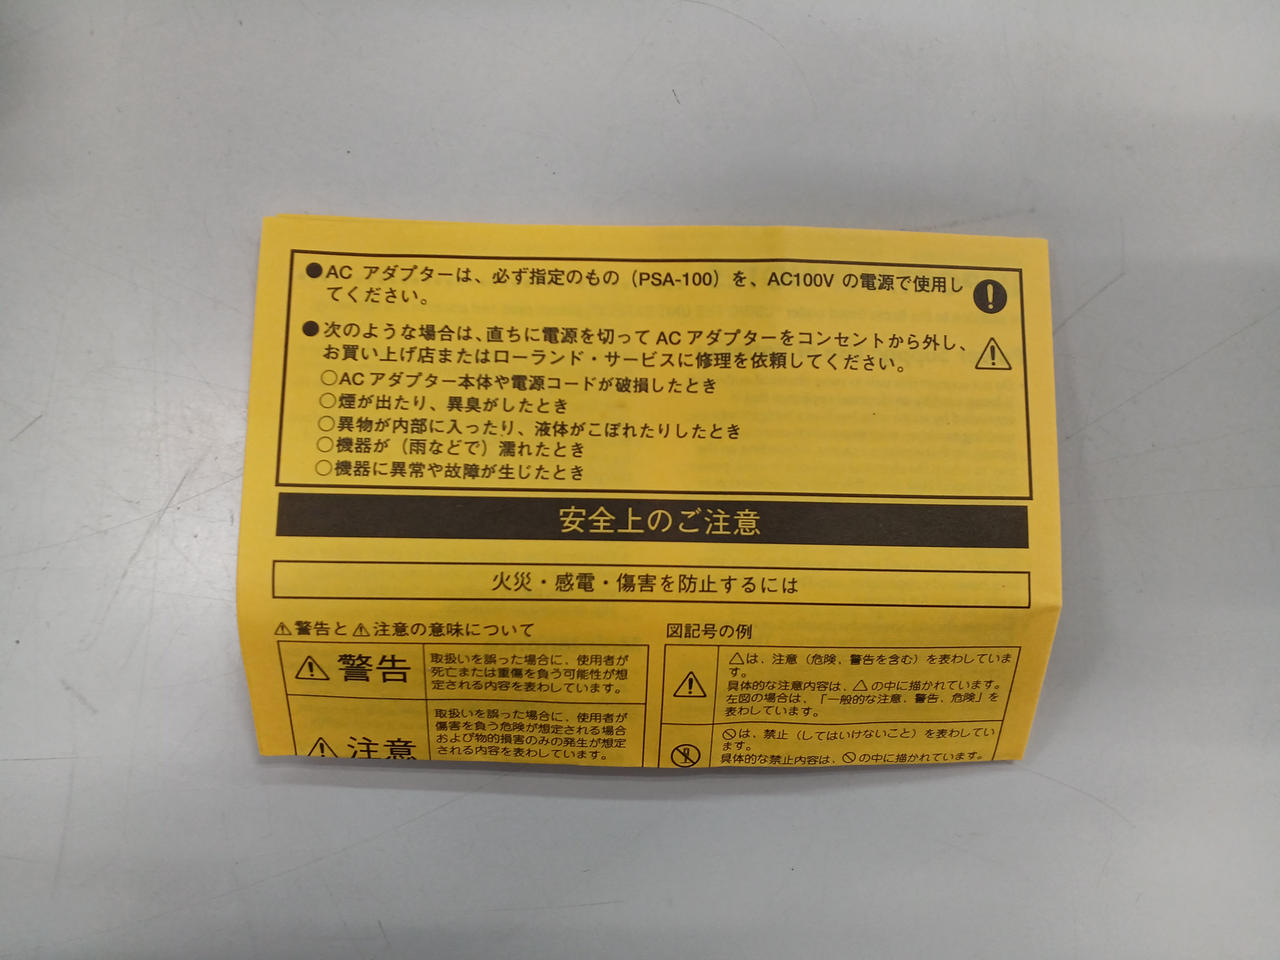 ●AC アダプターは、必ず指定のもの（PSA-100）を、AC100V の電源で使用し
てください。
●次のような場合は、直ちに電源を切って AC アダプターをコンセントから外し、
お買い上げ店またはローランド・サービスに修理を依頼してください。
○AC アダプター本体や電源コードが破損したとき
○煙が出たり、異臭がしたとき
○異物が内部に入ったり、液体がこぼれたりしたとき
○機器が（雨などで）濡れたとき
○機器に異常や故障が生じたとき
安全上のご注意
火災・感電・傷害を防止するには
⚠警告と⚠注意の意味について
⚠警告
取扱いを誤った場合に、使用者が
死亡または重傷を負う可能性が想
定される内容を表わしています。
⚠注意
取扱いを誤った場合に、使用者が
傷害を負う危険が想定される場合
および物的損害のみの発生が想定
される内容を表わしています。
図記号の例
△は、注意（危険、警告を含む）を表わしていま
す。
具体的な注意内容は、△の中に描かれています。
左図の場合は、「一般的な注意、警告、危険」を
表わしています。
⃠は、禁止（してはいけないこと）を表わしてい
ます。
具体的な禁止内容は、⃠の中に描かれています。